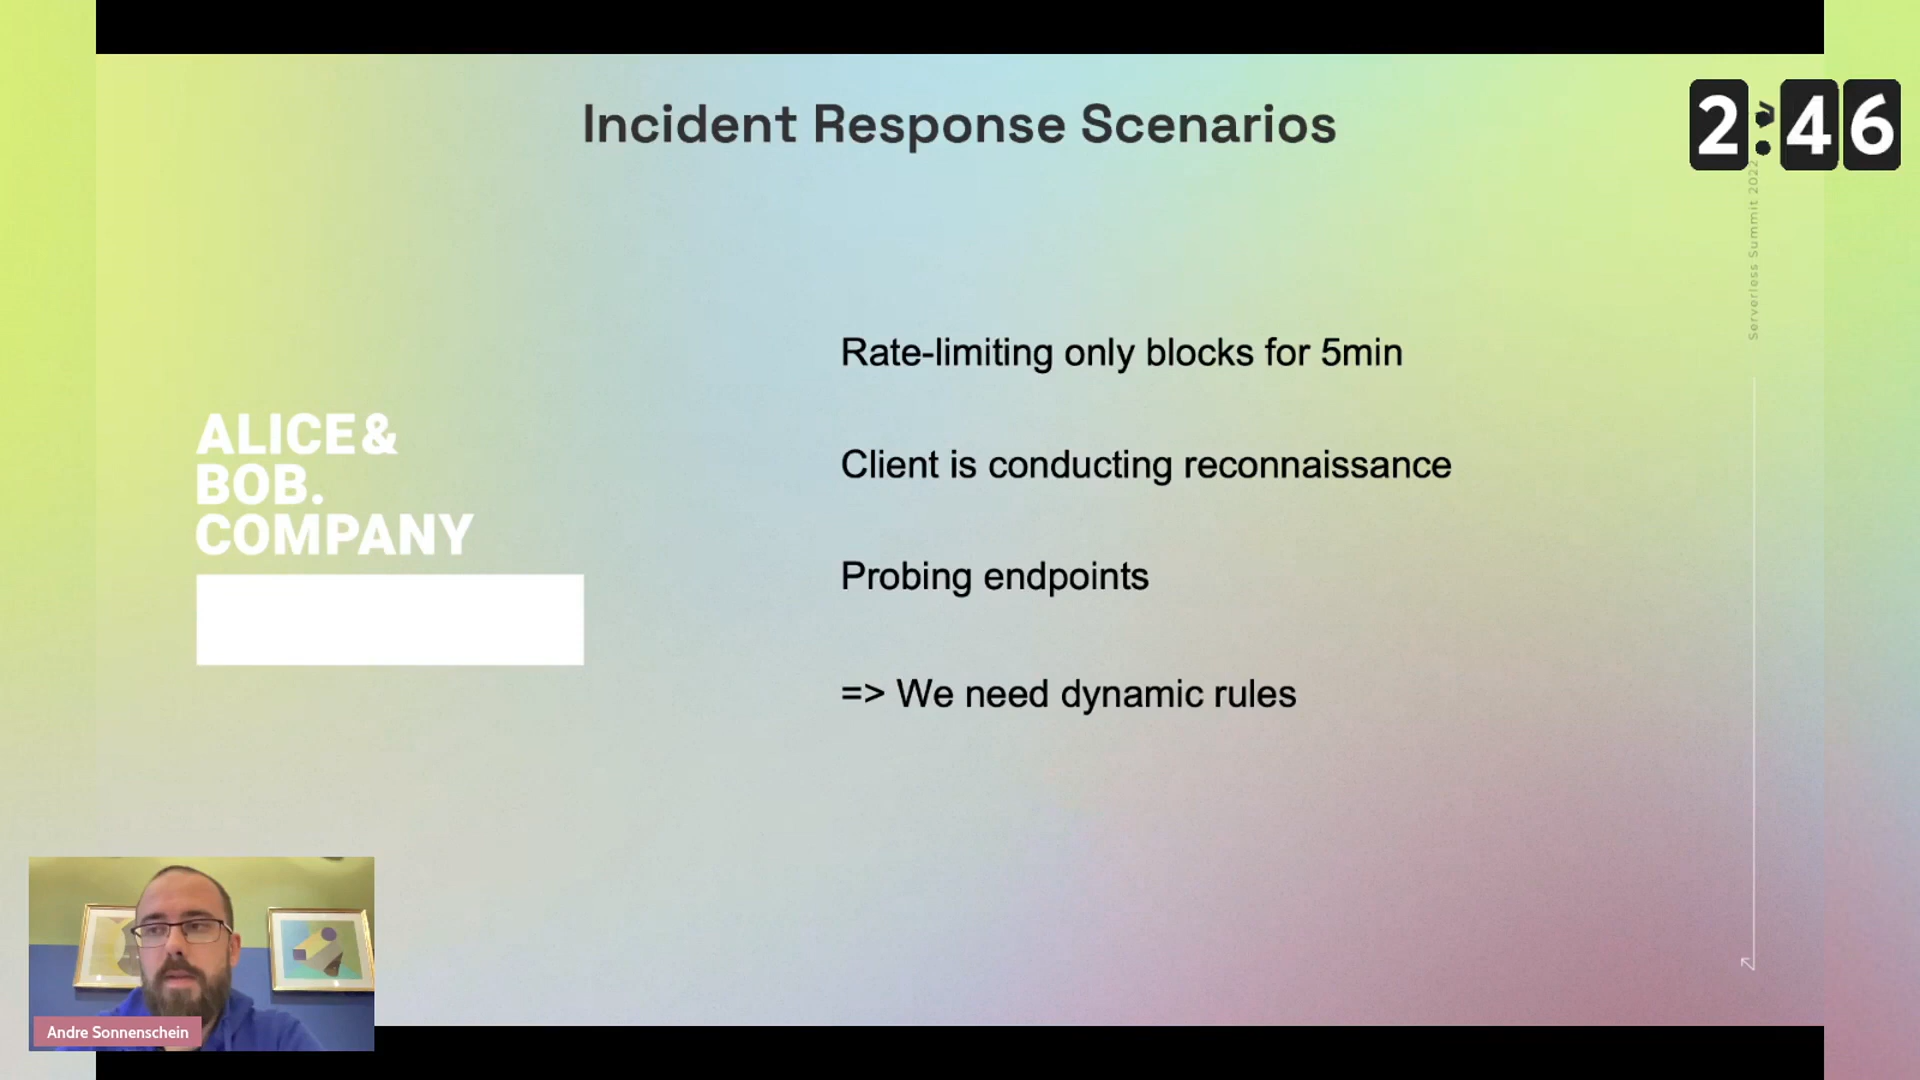 Incident Response Scenarios
2:46
Serverless Summit 2022
Rate-limiting only blocks for 5min
Client is conducting reconnaissance
Probing endpoints
=> We need dynamic rules
ALICE&
BOB.
COMPANY
Andre Sonnenschein